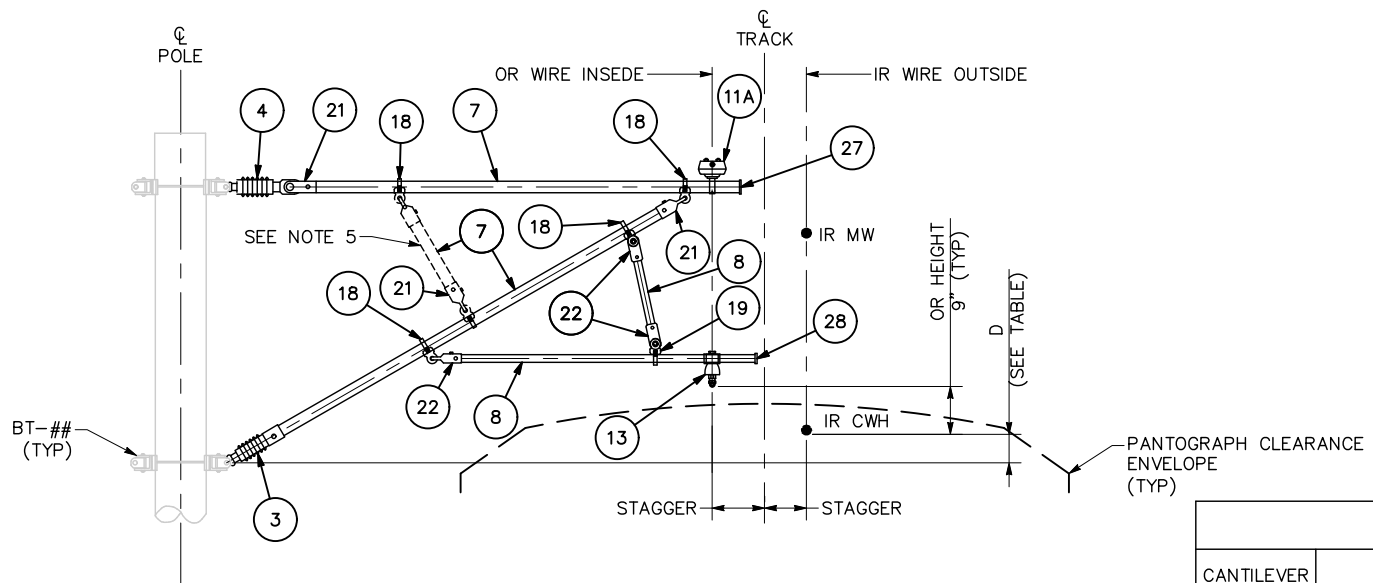 ℄
POLE
℄
TRACK
OR WIRE INSEDE
IR WIRE OUTSIDE
4
21
18
7
18
11A
27
SEE NOTE 5
7
18
21
IR MW
8
OR HEIGHT
9" (TYP)
D
(SEE TABLE)
18
21
22
19
28
22
8
13
IR CWH
BT-##
(TYP)
3
PANTOGRAPH CLEARANCE
ENVELOPE
(TYP)
STAGGER
STAGGER
CANTILEVER